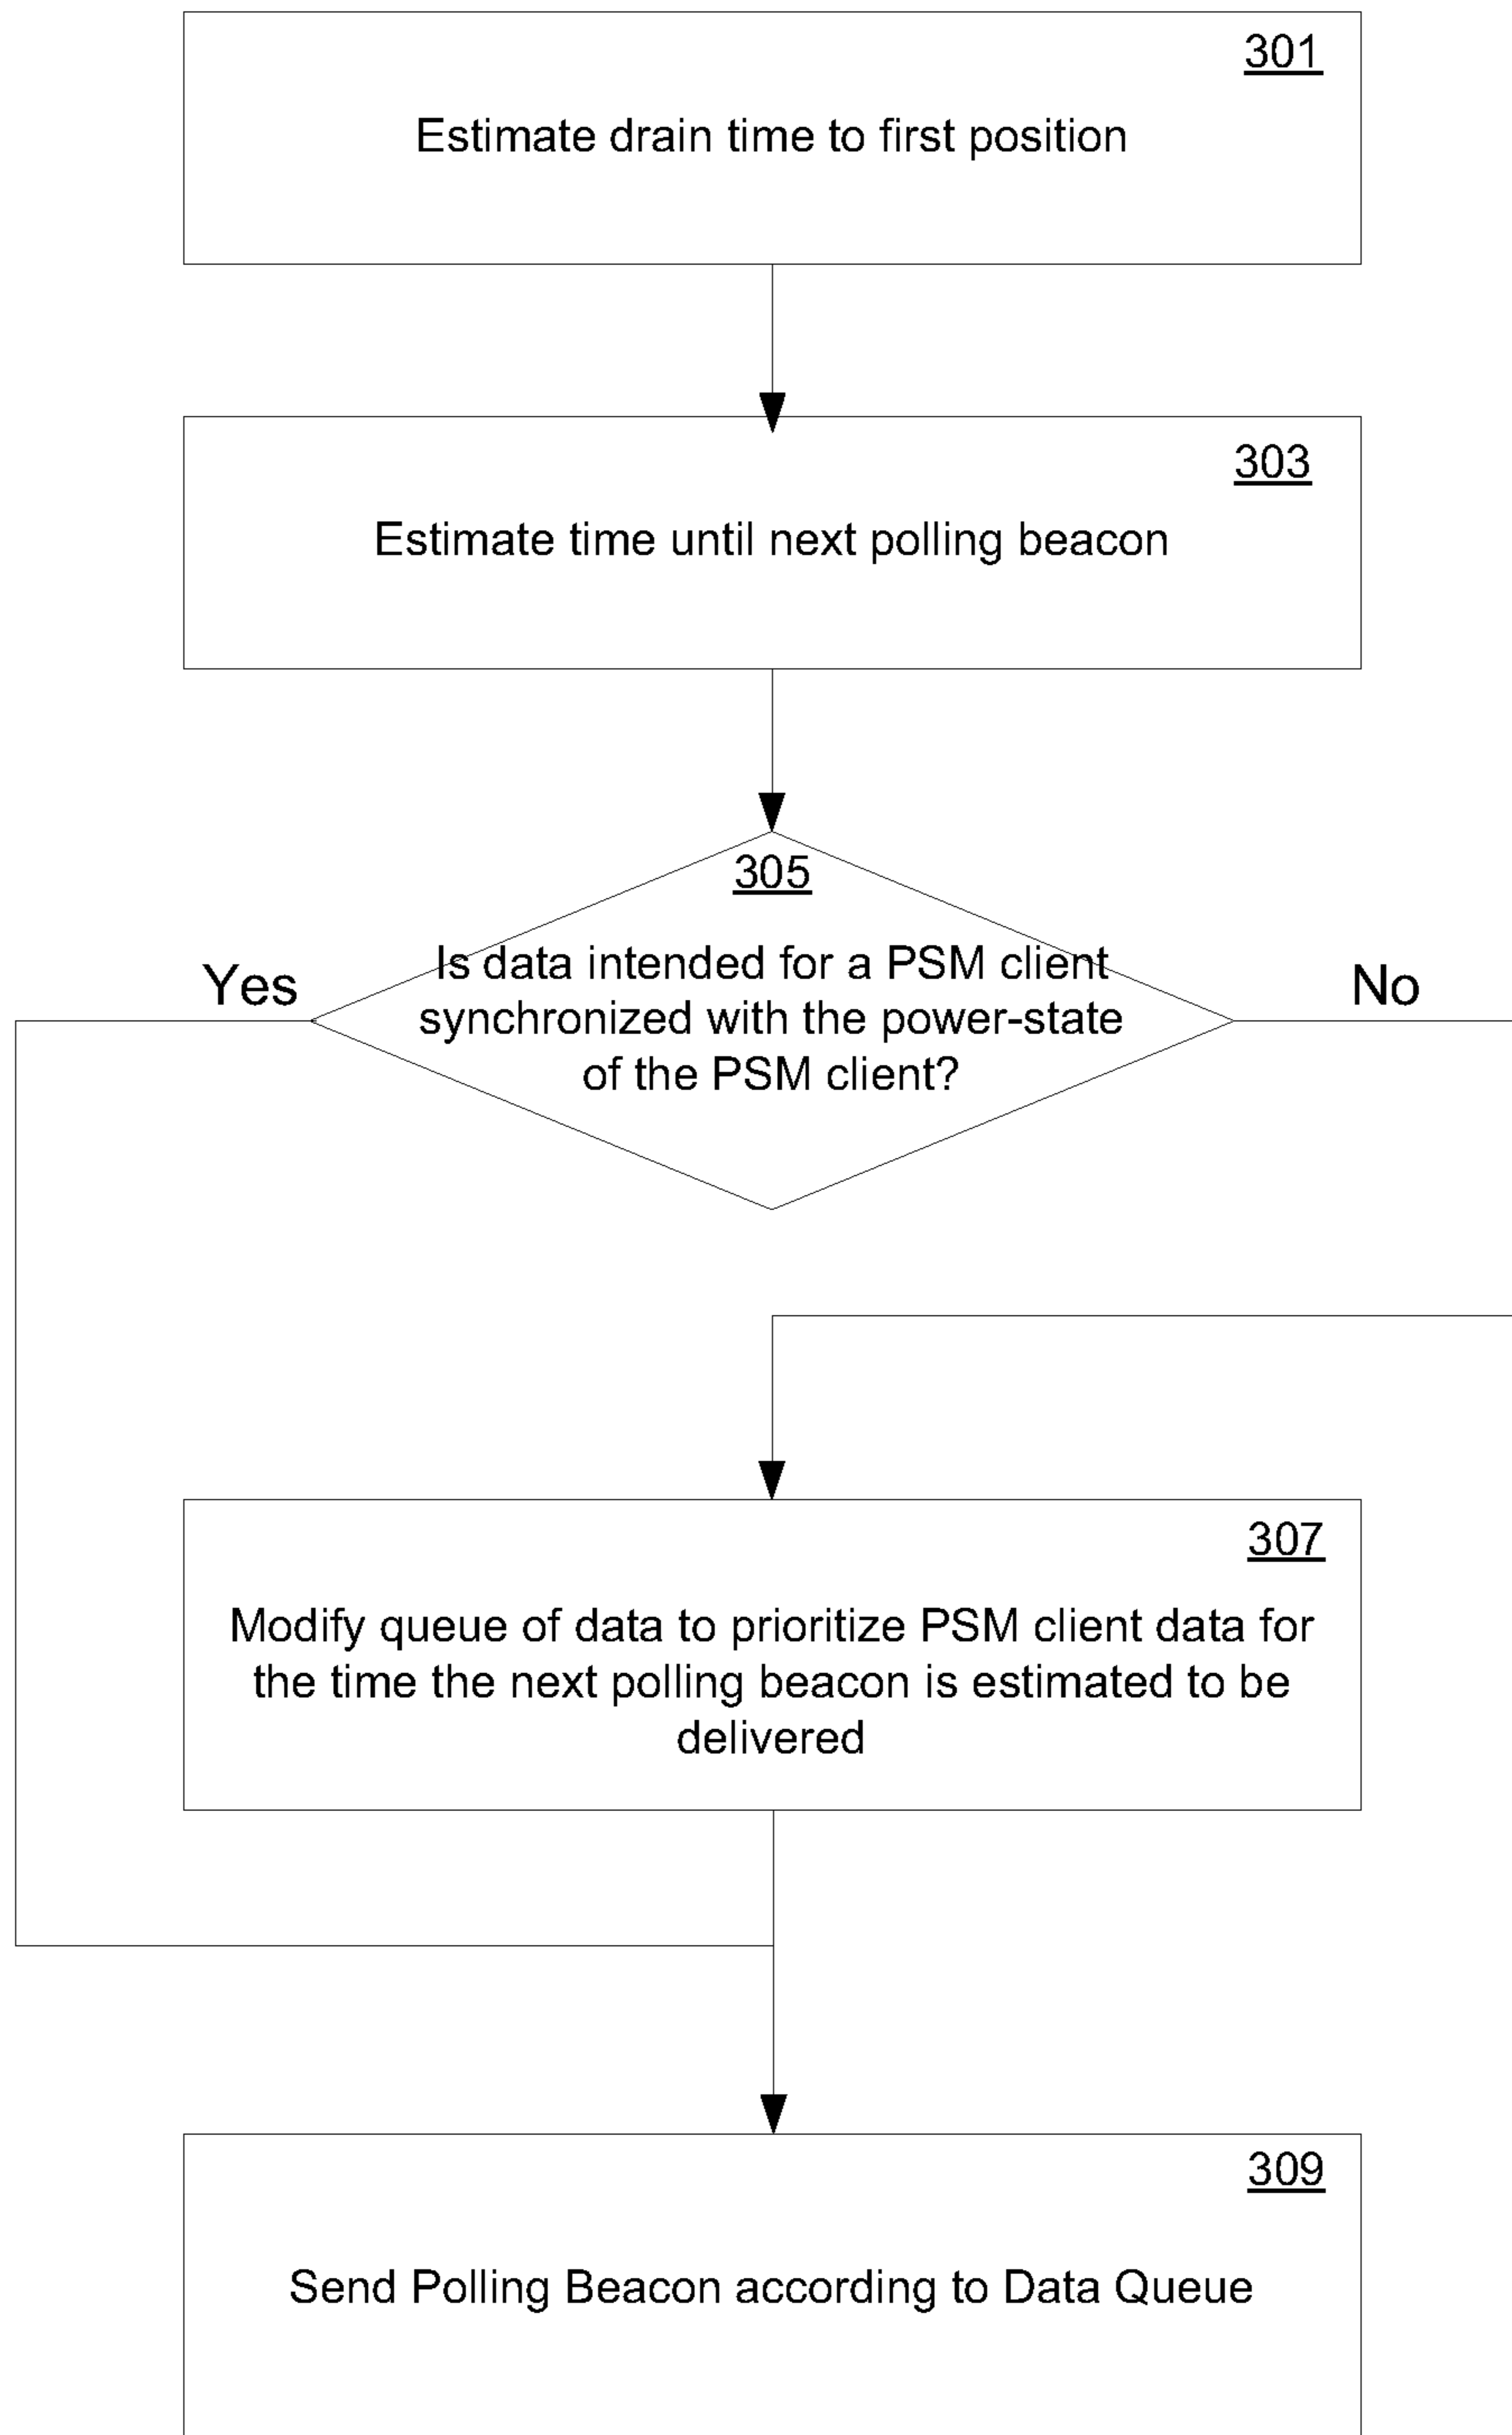 301
Estimate drain time to first position
303
Estimate time until next polling beacon
305
Is data intended for a PSM client
synchronized with the power-state
of the PSM client?
Yes
No
307
Modify queue of data to prioritize PSM client data for
the time the next polling beacon is estimated to be
delivered
309
Send Polling Beacon according to Data Queue